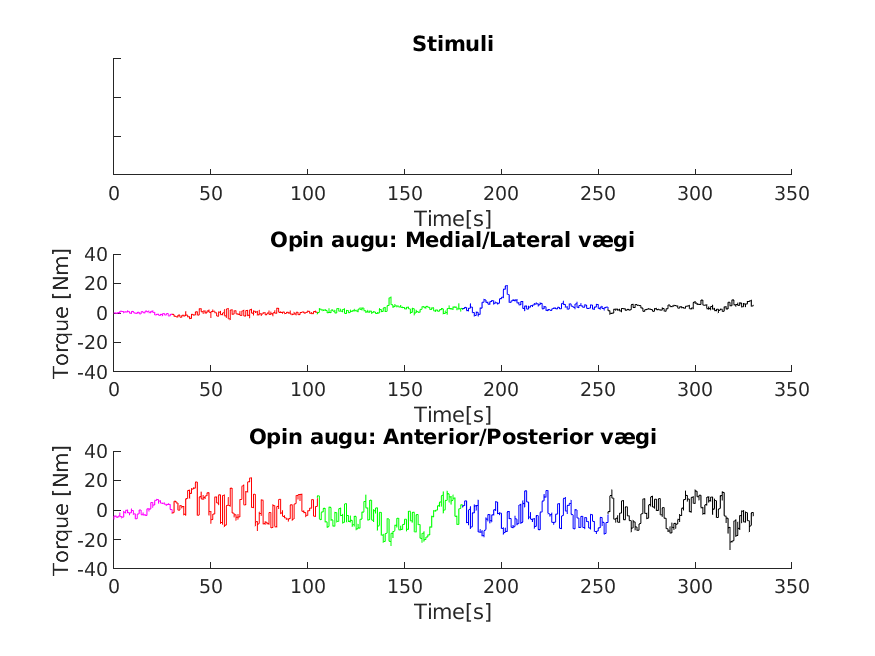 Stimuli
0 50 100 150 200 250 300 350
Time[s]
Opin augu: Medial/Lateral vægi
Torque [Nm]
40
20
0
-20
-40
0 50 100 150 200 250 300 350
Time[s]
Opin augu: Anterior/Posterior vægi
Torque [Nm]
40
20
0
-20
-40
0 50 100 150 200 250 300 350
Time[s]